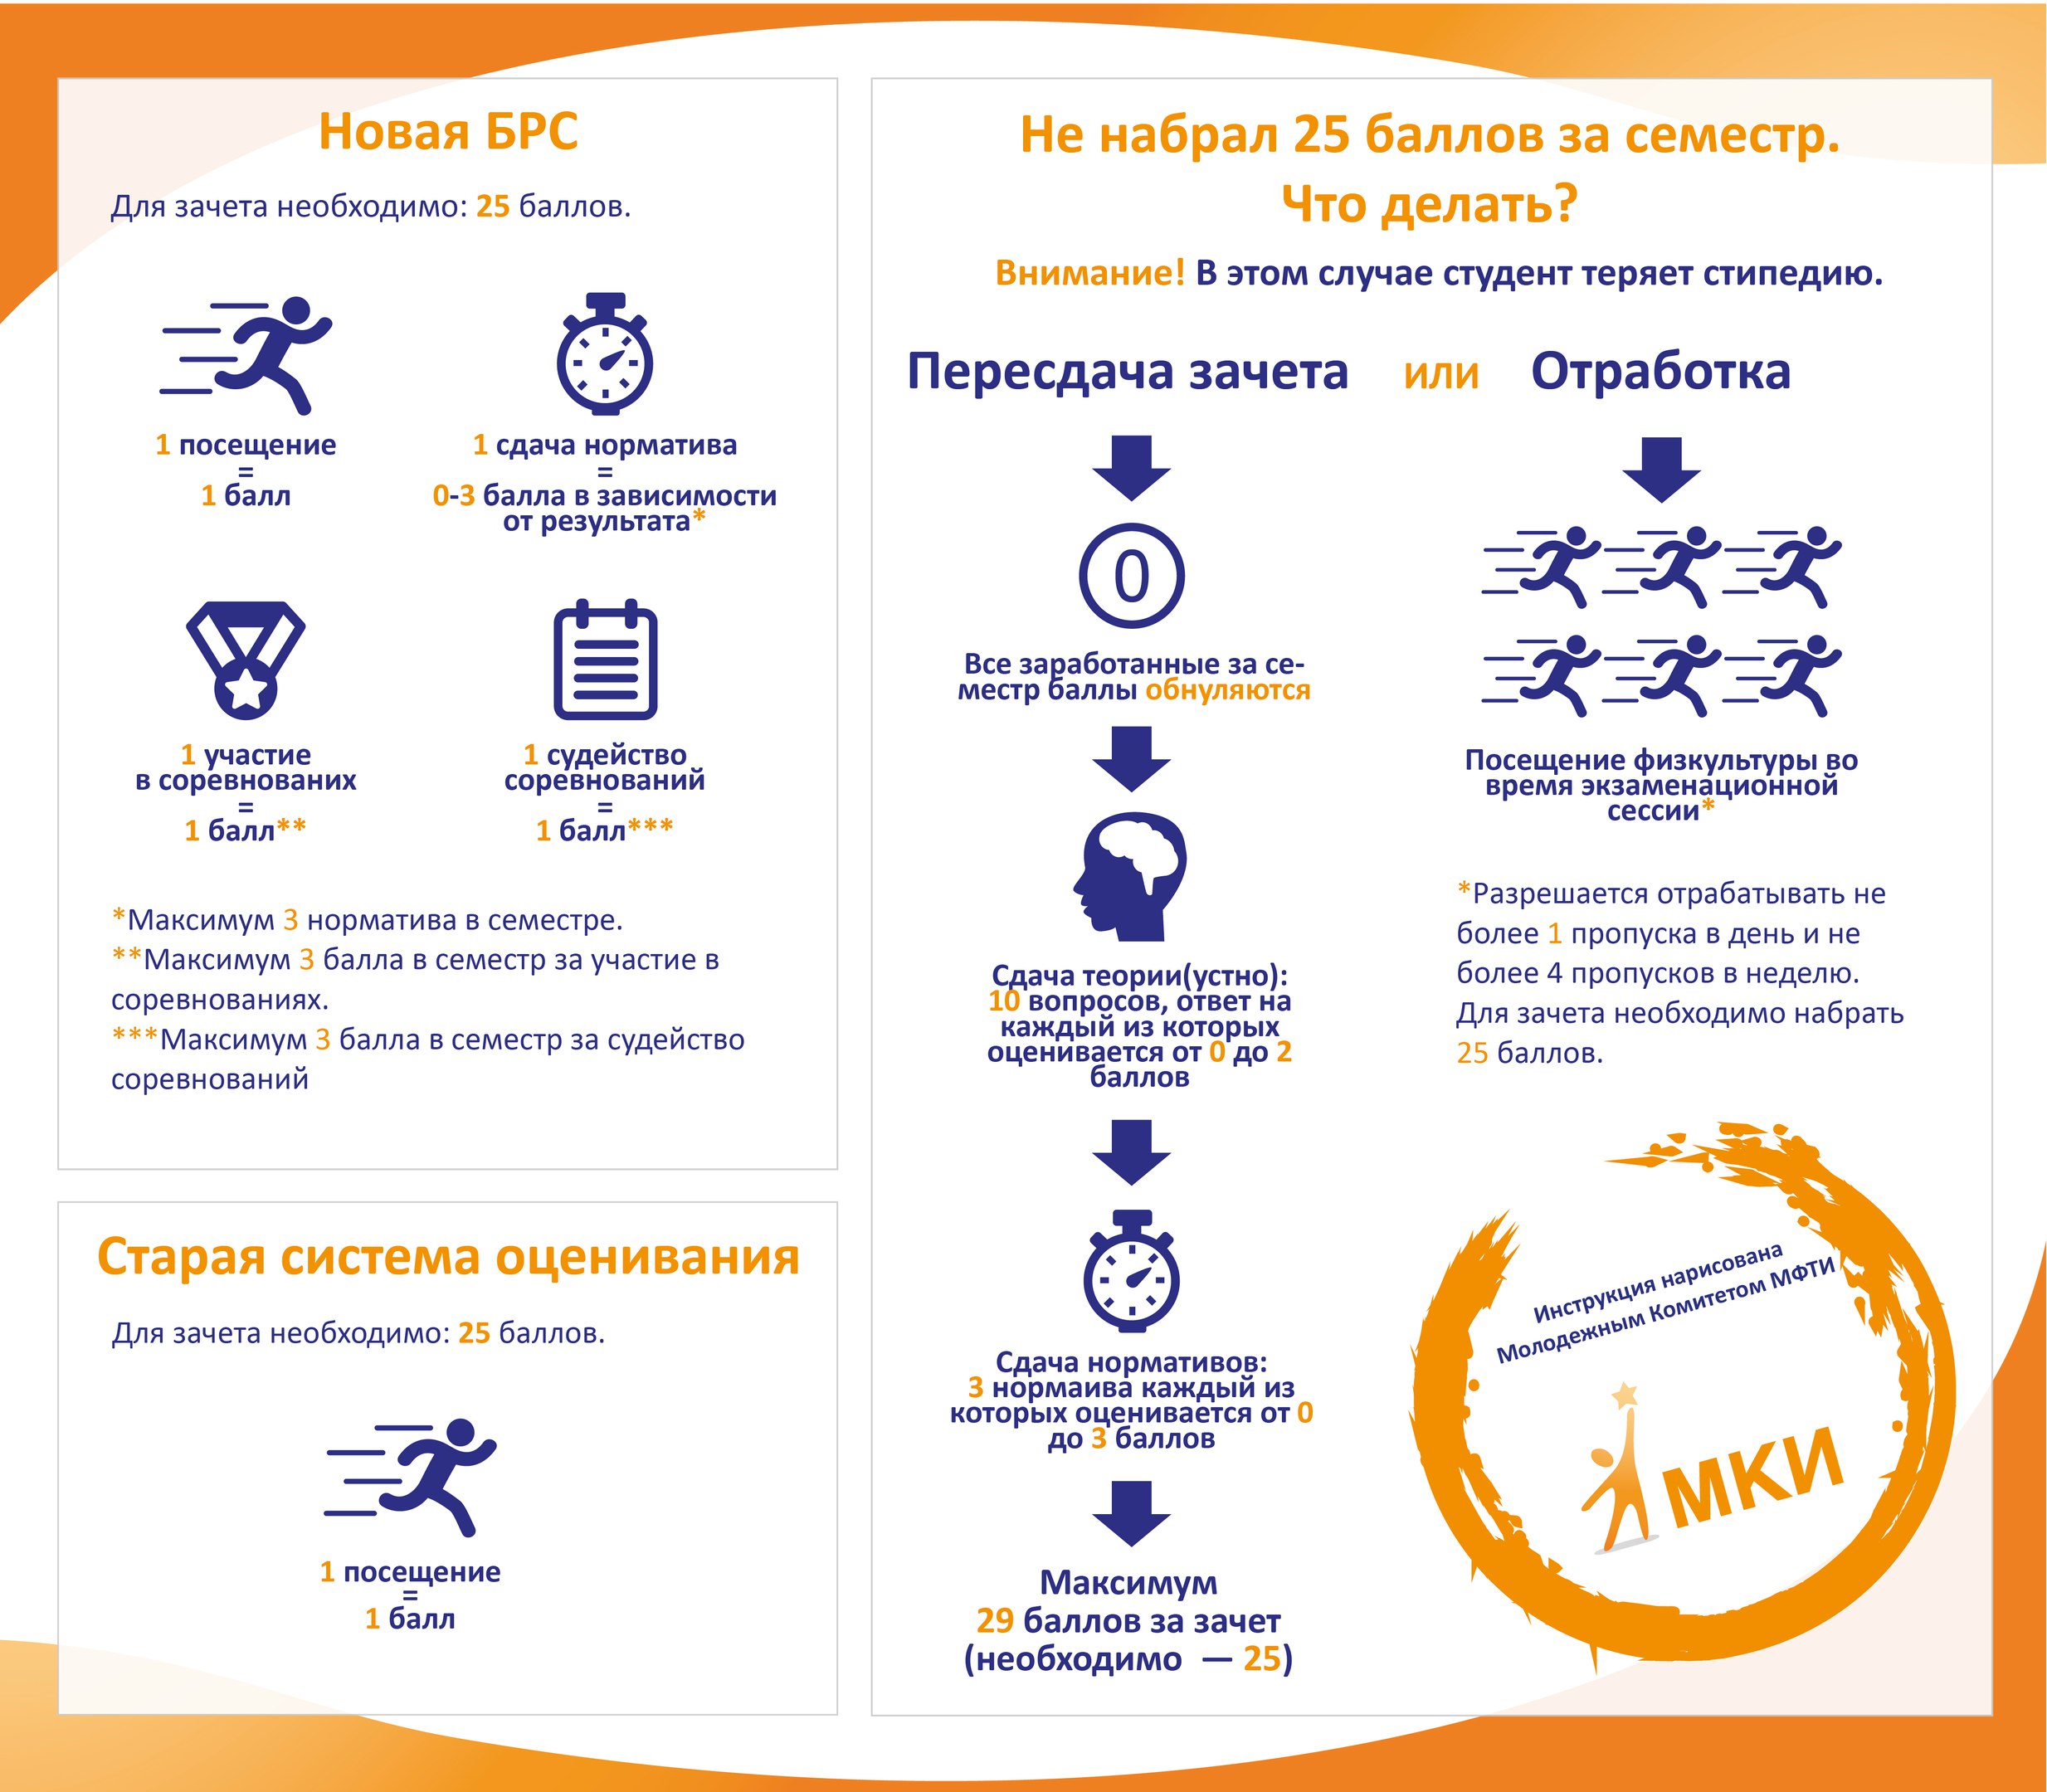 Новая БРС
Для зачета необходимо: 25 баллов.
1 посещение
=
1 балл
1 сдача норматива
=
0-3 балла в зависимости
от результата*
1 участие
в соревнованих
=
1 балл**
1 судейство
соревнований
=
1 балл***
*Максимум 3 норматива в семестре.
**Максимум 3 балла в семестр за участие в
соревнованиях.
***Максимум 3 балла в семестр за судейство
соревнований
Старая система оценивания
Для зачета необходимо: 25 баллов.
1 посещение
=
1 балл
Не набрал 25 баллов за семестр.
Что делать?
Внимание! В этом случае студент теряет стипедию.
Пересдача зачета или Отработка
0
Все заработанные за се-
местр баллы обнуляются
Сдача теории(устно):
10 вопросов, ответ на
каждый из которых
оценивается от 0 до 2
баллов
Сдача нормативов:
3 нормаива каждый из
которых оценивается от 0
до 3 баллов
Максимум
29 баллов за зачет
(необходимо — 25)
Посещение физкультуры во
время экзаменационной
сессии*
*Разрешается отрабатывать не
более 1 пропуска в день и не
более 4 пропусков в неделю.
Для зачета необходимо набрать
25 баллов.
Инструкция нарисована
Молодежным Комитетом МФТИ
МКИ